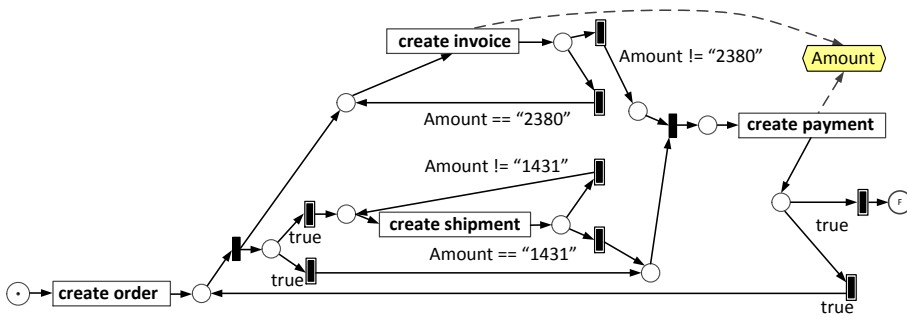 create invoice
Amount
Amount != “2380”
Amount == “2380”
create payment
Amount != “1431”
true
create shipment
true
F
Amount == “1431”
true
create order
true